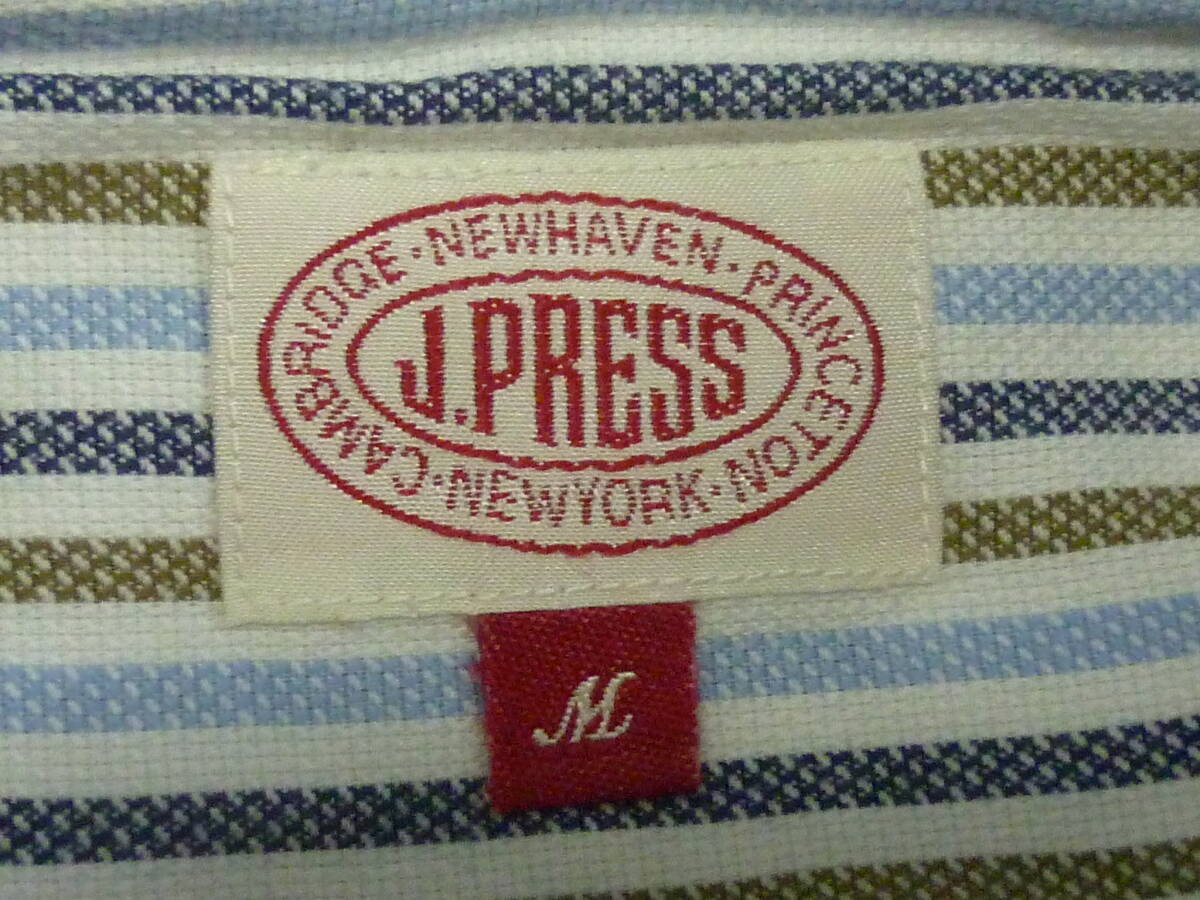 CAMBRIDGE · NEWHAVEN · PRINCETON · NEWYORK ·
J.PRESS
M